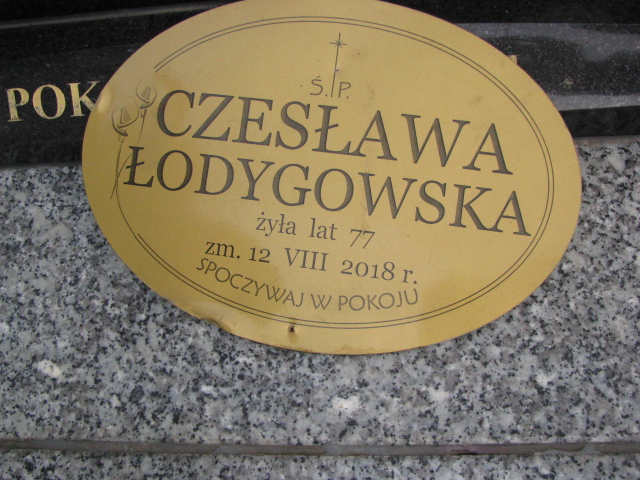 POK
Ś. P.
CZESŁAWA
ŁODYGOWSKA
żyła lat 77
zm. 12 VIII 2018 r.
SPOCZYWAJ W POKOJU